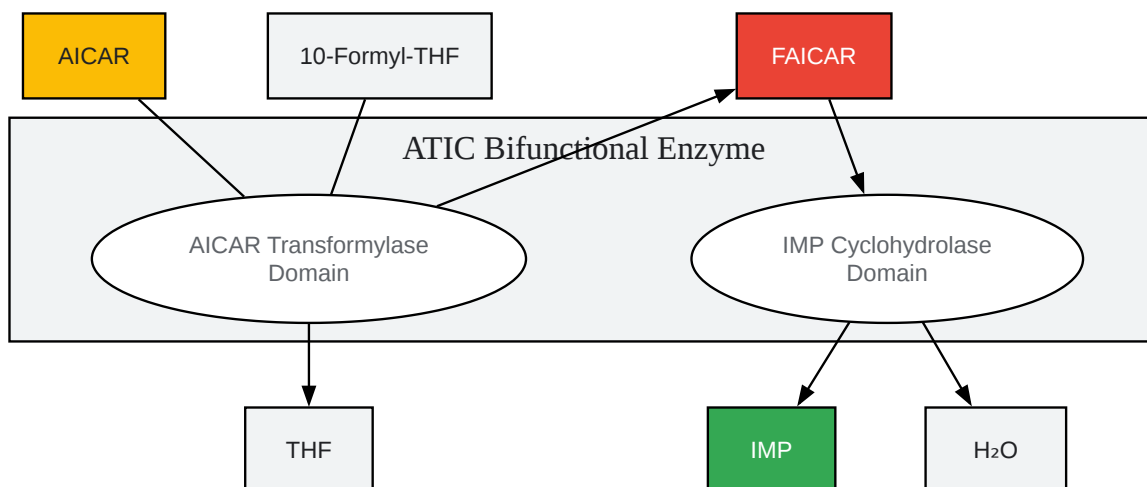 AICAR
10-Formyl-THF
FAICAR
ATIC Bifunctional Enzyme
AICAR Transformylase
Domain
IMP Cyclohydrolase
Domain
THF
IMP
H₂O